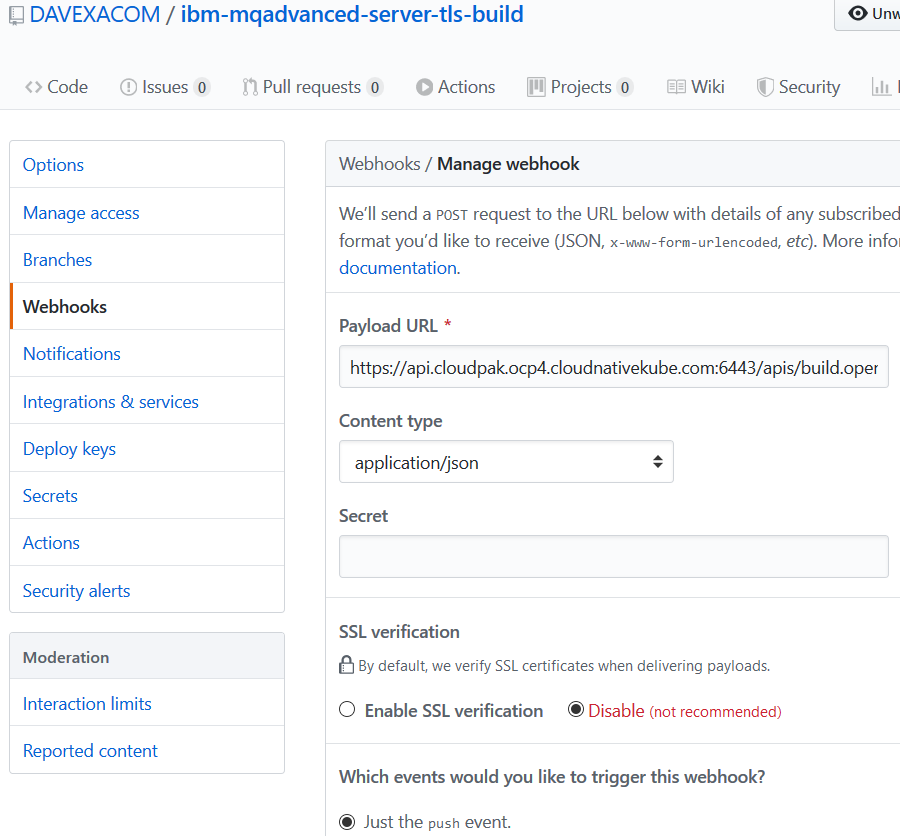 DAVEXACOM / ibm-mqadvanced-server-tls-build
Code Issues 0 Pull requests 0 Actions Projects 0 Wiki Security
Options
Manage access
Branches
Webhooks
Notifications
Integrations & services
Deploy keys
Secrets
Actions
Security alerts
Moderation
Interaction limits
Reported content
Webhooks / Manage webhook
We'll send a POST request to the URL below with details of any subscribed
format you'd like to receive (JSON, x-www-form-urlencoded, etc). More
documentation.
Payload URL *
https://api.cloudpak.ocp4.cloudnativekube.com:6443/apis/build.oper
Content type
application/json
Secret
SSL verification
By default, we verify SSL certificates when delivering payloads.
Enable SSL verification Disable (not recommended)
Which events would you like to trigger this webhook?
Just the push event.